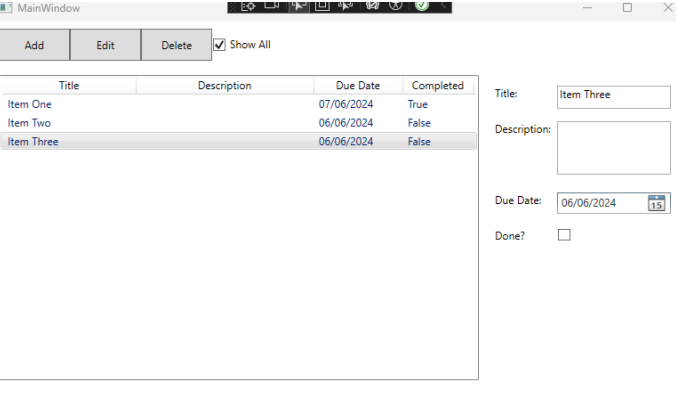 MainWindow
Add Edit Delete Show All
Title Description Due Date Completed
Item One 07/06/2024 True
Item Two 06/06/2024 False
Item Three 06/06/2024 False
Title: Item Three
Description:
Due Date: 06/06/2024 15
Done?